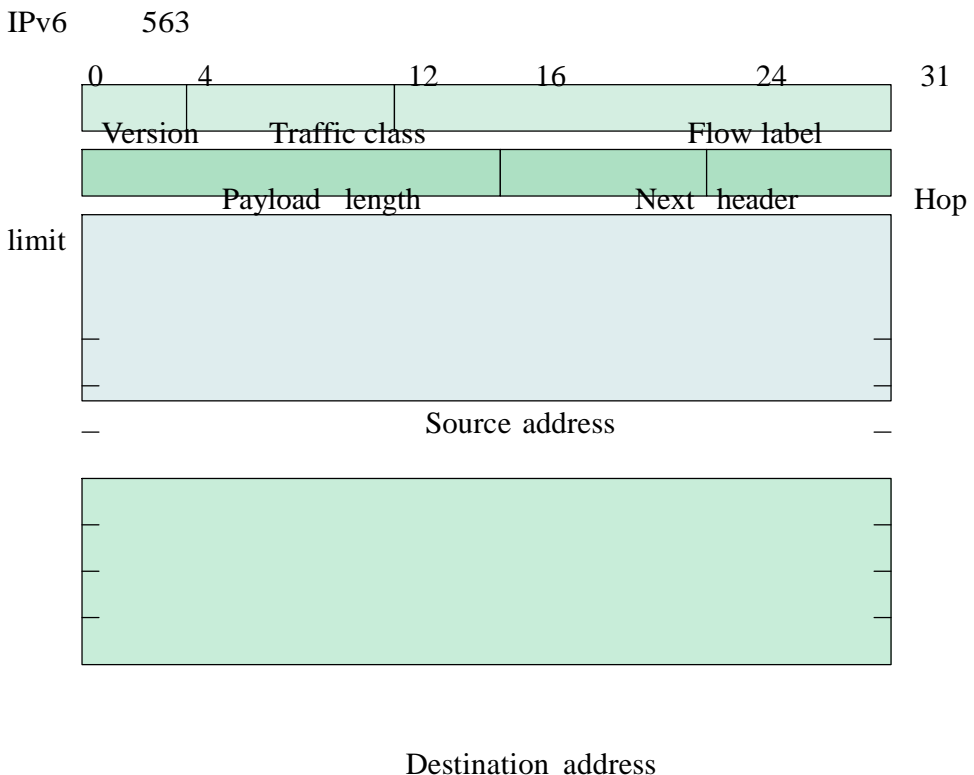 IPv6 563
0 4 12 16 24 31
Version Traffic class Flow label
Payload length Next header Hop
limit
Source address
Destination address